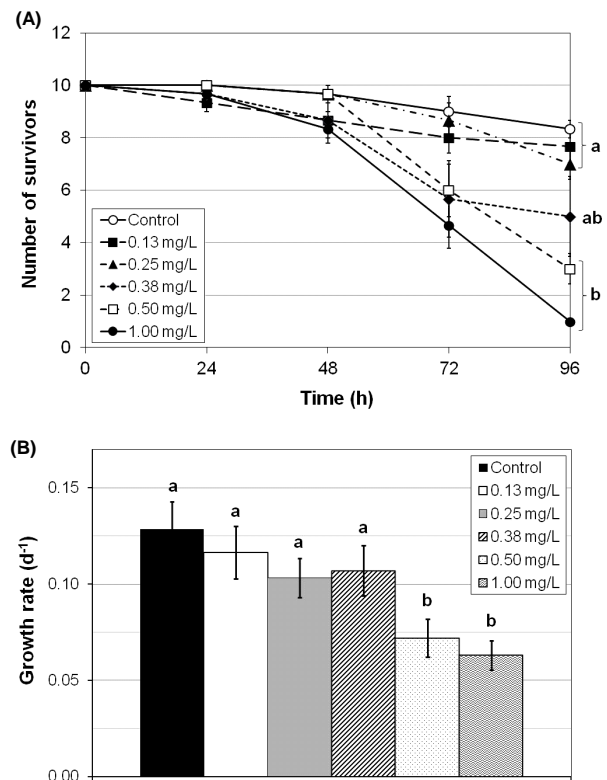 (A)
12
10
8
6
4
2
0
Number of survivors
Control
0.13 mg/L
0.25 mg/L
0.38 mg/L
0.50 mg/L
1.00 mg/L
a
ab
b
0 24 48 72 96
Time (h)
(B)
0.15
0.10
0.05
0.00
Growth rate (d-1)
a a a a b b
Control
0.13 mg/L
0.25 mg/L
0.38 mg/L
0.50 mg/L
1.00 mg/L